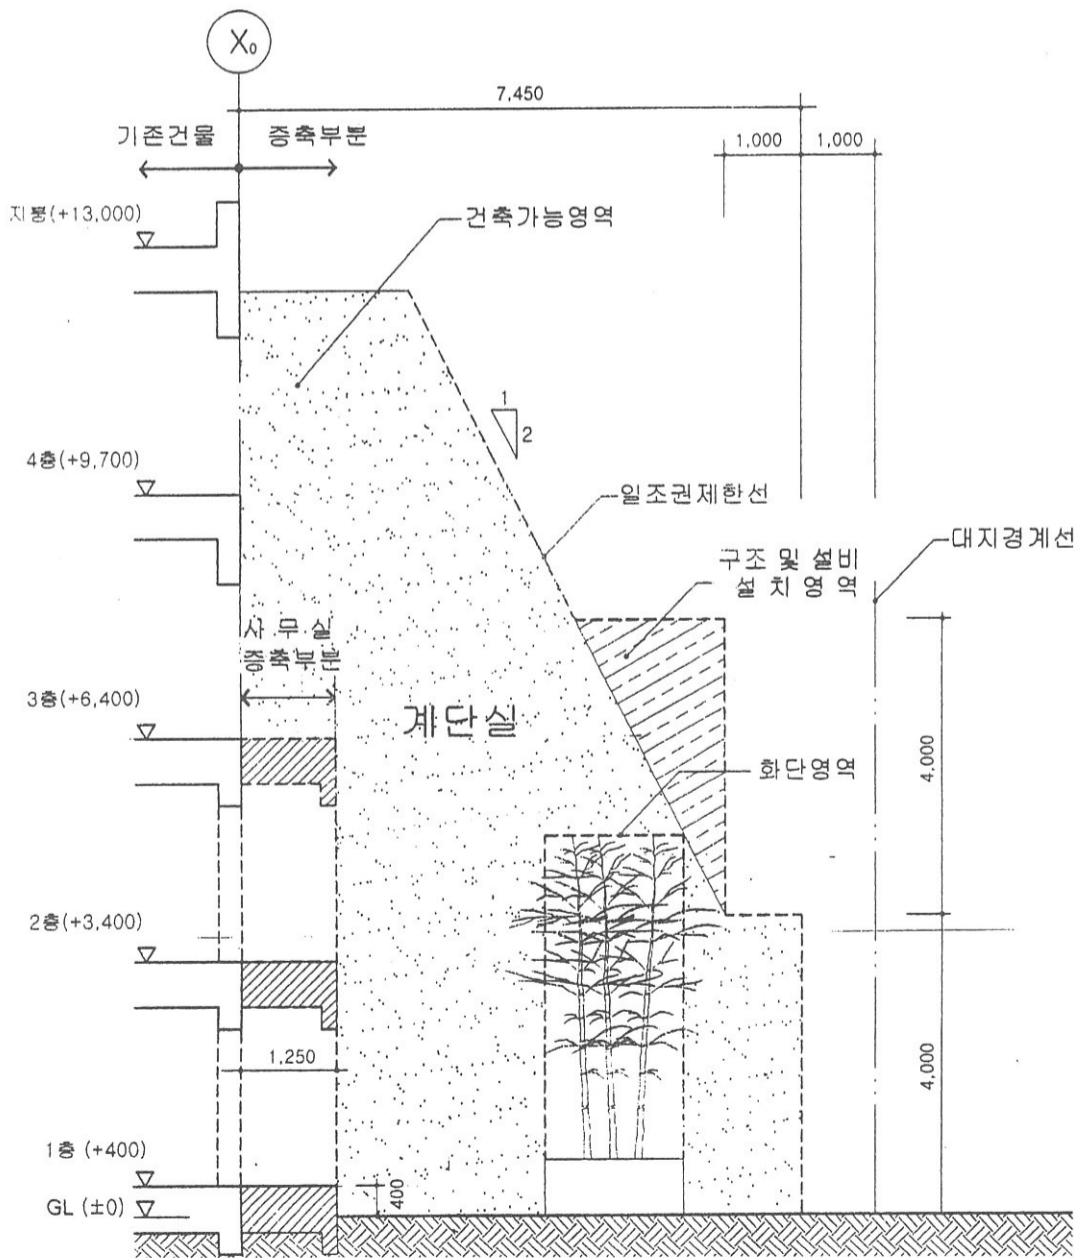 X₀
7,450
기존건물 증축부분
1,000 1,000
지붕(+13,000)
건축가능영역
1
2
4층(+9,700)
일조권제한선
대지경계선
구조 및 설비
설치영역
사무실
증축부분
3층(+6,400)
계단실
화단영역
4,000
2층(+3,400)
1,250
4,000
1층 (+400)
400
GL (±0)